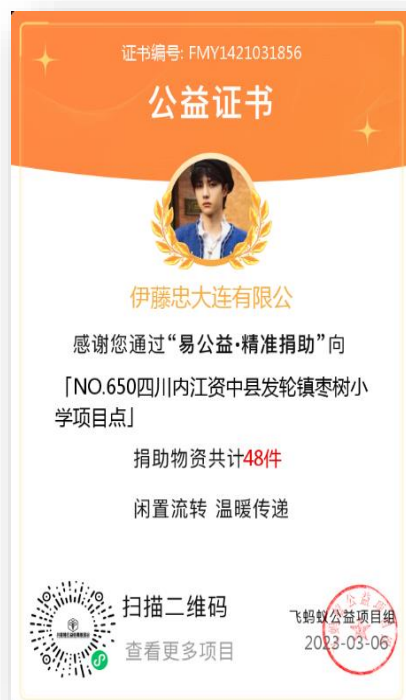 证书编号: FMY1421031856
公益证书
伊藤忠大连有限公
感谢您通过“易公益·精准捐助”向
「NO.650四川内江资中县发轮镇枣树小
学项目点」
捐助物资共计48件
闲置流转 温暖传递
扫描二维码
查看更多项目
飞蚂蚁公益项目组
2023-03-06